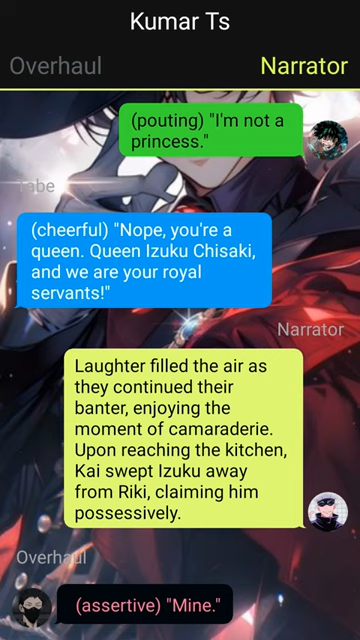 Kumar Ts
Overhaul
Narrator
(pouting) "I'm not a
princess."
Tabe
(cheerful) "Nope, you're a
queen. Queen Izuku Chisaki,
and we are your royal
servants!"
Narrator
Laughter filled the air as
they continued their
banter, enjoying the
moment of camaraderie.
Upon reaching the kitchen,
Kai swept Izuku away
from Riki, claiming him
possessively.
Overhaul
(assertive) "Mine."